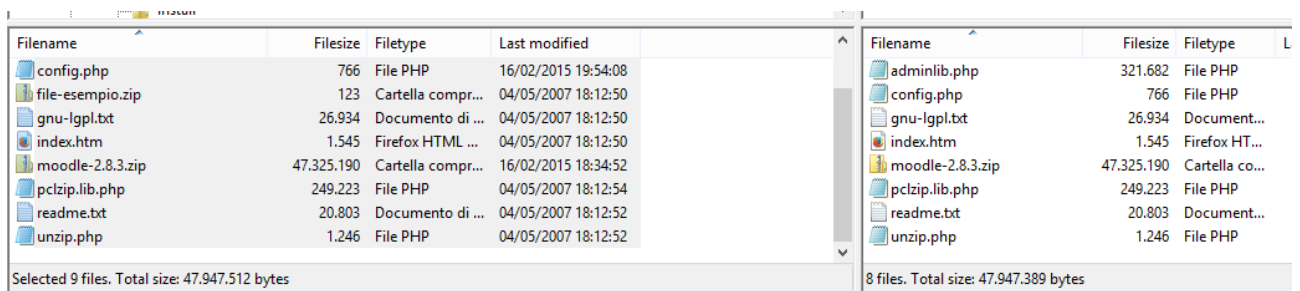 Filename Filesize Filetype Last modified
config.php 766 File PHP 16/02/2015 19:54:08
file-esempio.zip 123 Cartella compr... 04/05/2007 18:12:50
gnu-lgpl.txt 26.934 Documento di ... 04/05/2007 18:12:50
index.htm 1.545 Firefox HTML ... 04/05/2007 18:12:50
moodle-2.8.3.zip 47.325.190 Cartella compr... 16/02/2015 18:34:52
pclzip.lib.php 249.223 File PHP 04/05/2007 18:12:54
readme.txt 20.803 Documento di ... 04/05/2007 18:12:52
unzip.php 1.246 File PHP 04/05/2007 18:12:52
Selected 9 files. Total size: 47.947.512 bytes
Filename Filesize Filetype
adminlib.php 321.682 File PHP
config.php 766 File PHP
gnu-lgpl.txt 26.934 Document...
index.htm 1.545 Firefox HT...
moodle-2.8.3.zip 47.325.190 Cartella co...
pclzip.lib.php 249.223 File PHP
readme.txt 20.803 Document...
unzip.php 1.246 File PHP
8 files. Total size: 47.947.389 bytes